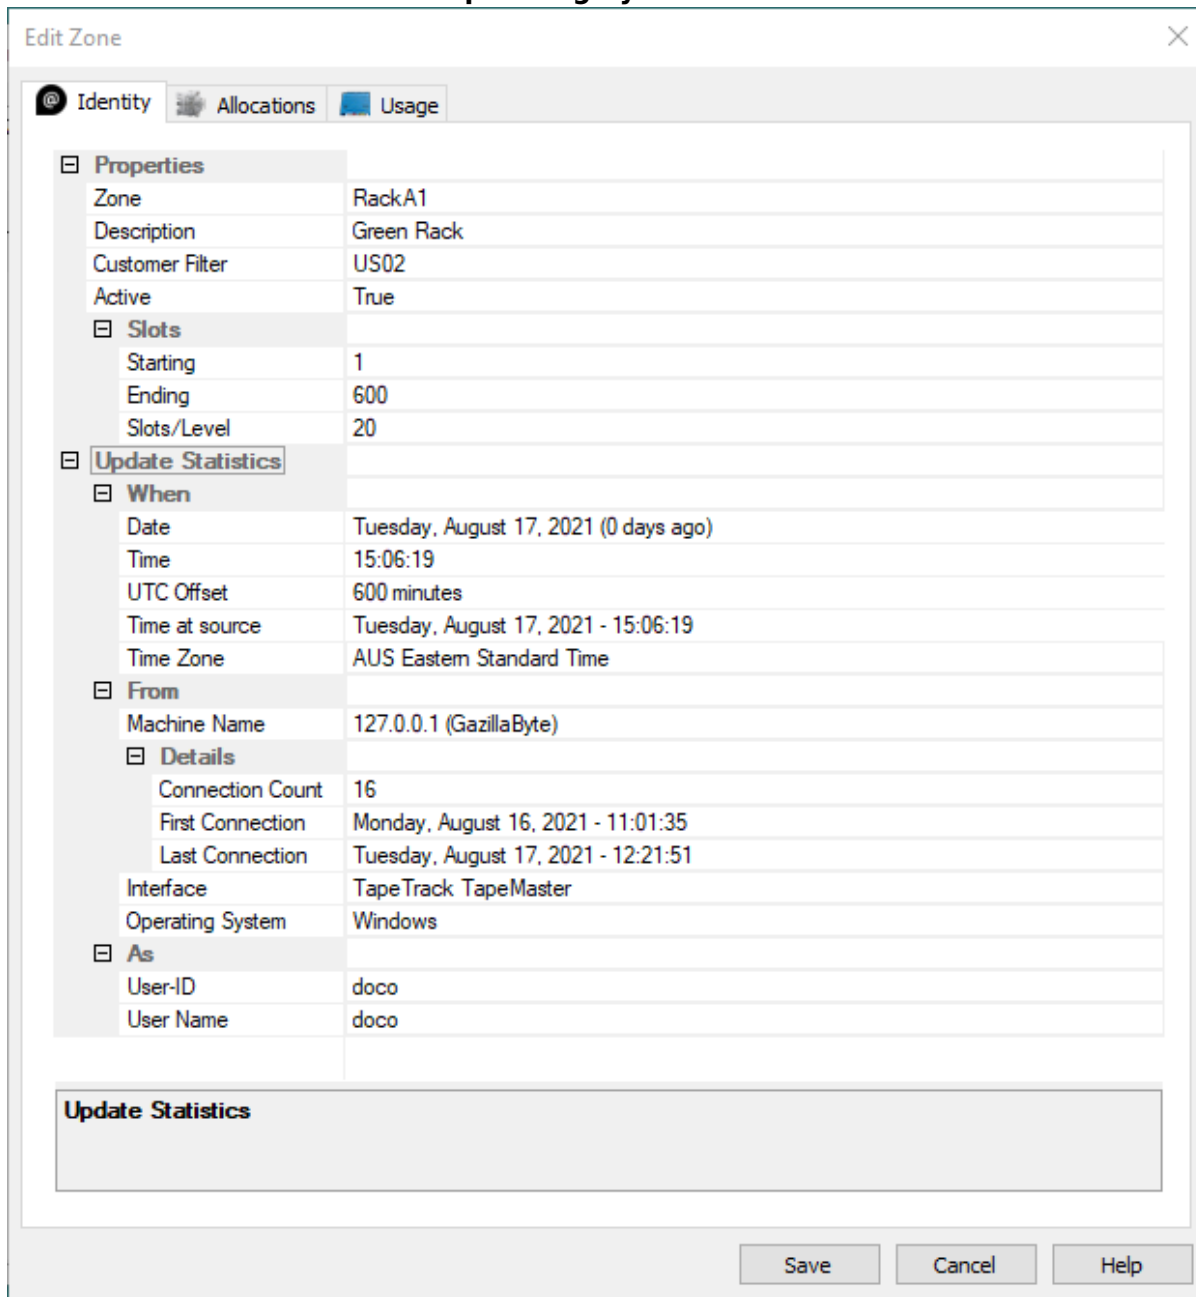 Edit Zone
Identity Allocations Usage
Properties
Zone RackA1
Description Green Rack
Customer Filter US02
Active True
Slots
Starting 1
Ending 600
Slots/Level 20
Update Statistics
When
Date Tuesday, August 17, 2021 (0 days ago)
Time 15:06:19
UTC Offset 600 minutes
Time at source Tuesday, August 17, 2021 - 15:06:19
Time Zone AUS Eastern Standard Time
From
Machine Name 127.0.0.1 (GazillaByte)
Details
Connection Count 16
First Connection Monday, August 16, 2021 - 11:01:35
Last Connection Tuesday, August 17, 2021 - 12:21:51
Interface TapeTrack TapeMaster
Operating System Windows
As
User-ID doco
User Name doco
Update Statistics
Save Cancel Help